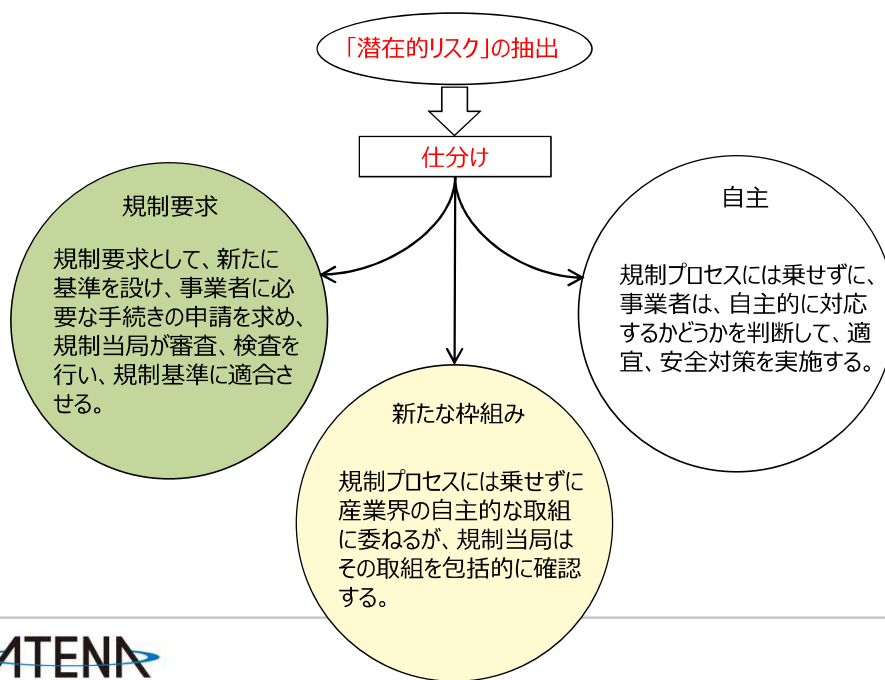 「潜在的リスク」の抽出
仕分け
規制要求
規制要求として、新たに
基準を設け、事業者に必
要な手続きの申請を求め、
規制当局が審査、検査を
行い、規制基準に適合さ
せる。
新たな枠組み
規制プロセスには乗せずに
産業界の自主的な取組
に委ねるが、規制当局は
その取組を包括的に確認
する。
自主
規制プロセスには乗せずに、
事業者は、自主的に対応
するかどうかを判断して、適
宜、安全対策を実施する。
ATENA